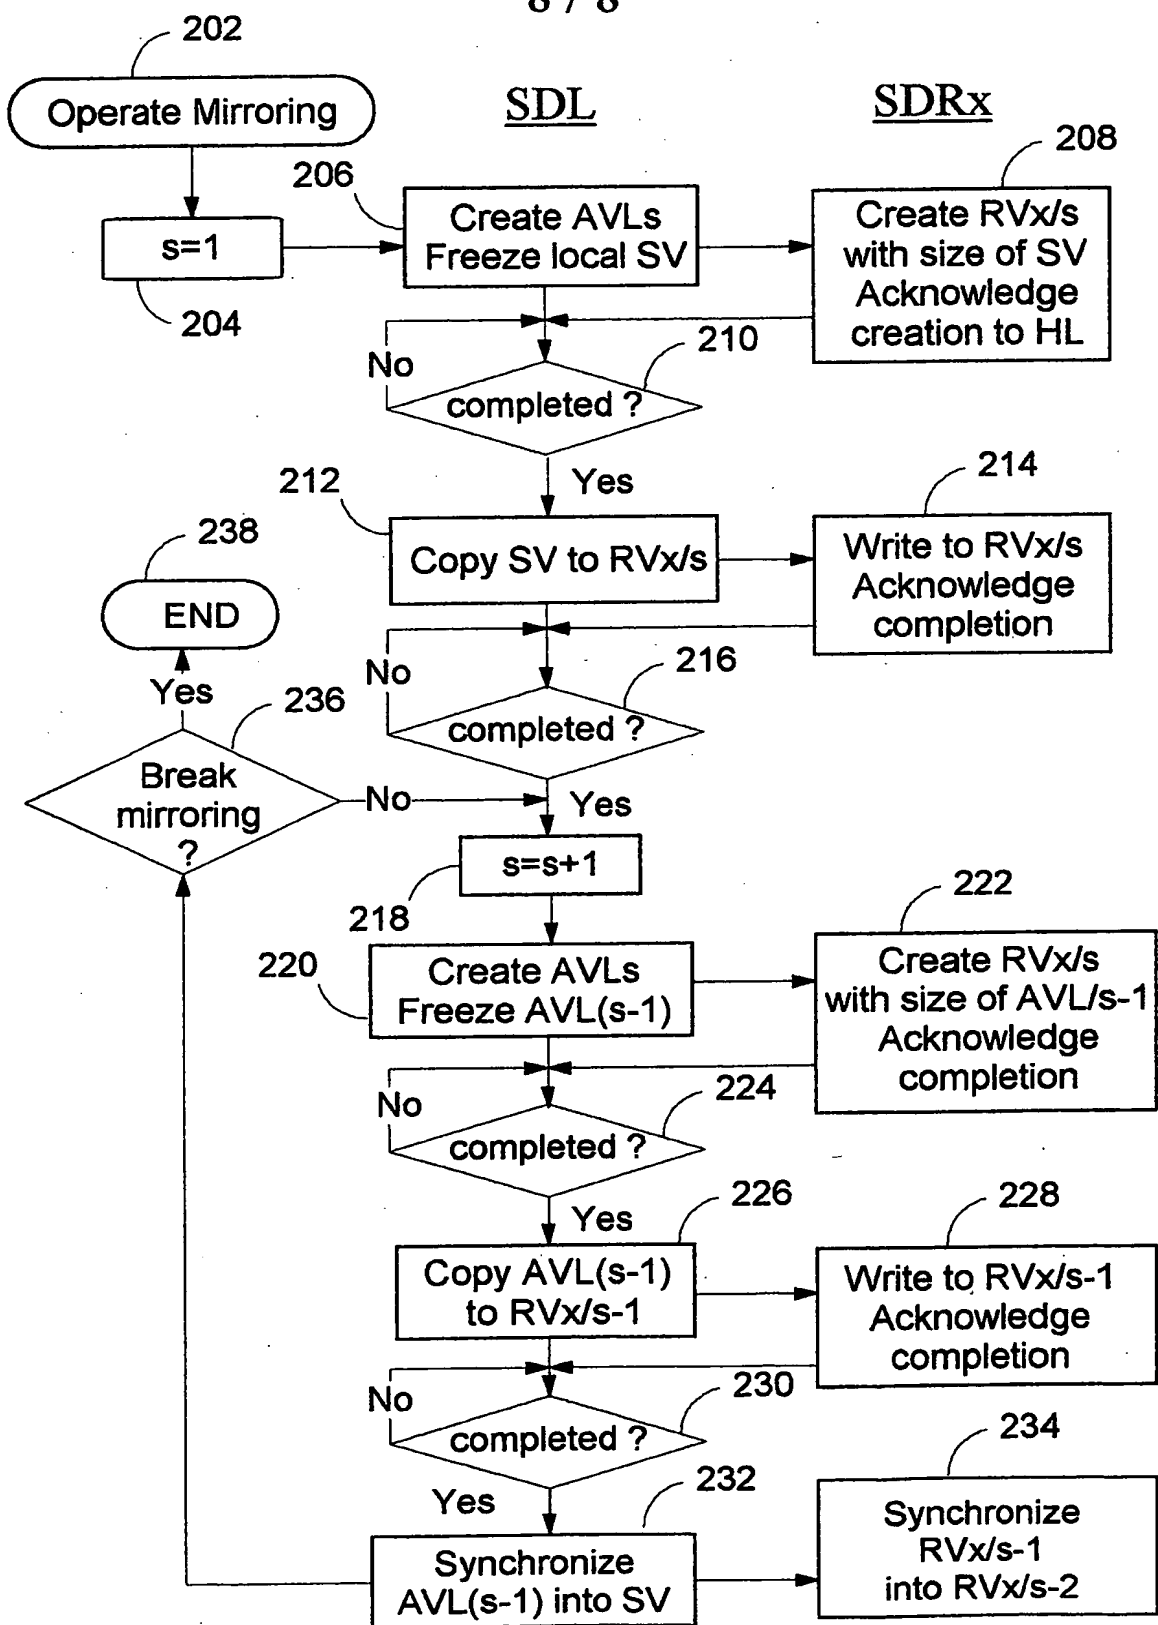 8 / 8
202
Operate Mirroring
SDL
SDRx
208
206
Create AVLs
Freeze local SV
Create RVx/s
with size of SV
Acknowledge
creation to HL
s=1
204
210
No
completed ?
Yes
212
214
Copy SV to RVx/s
Write to RVx/s
Acknowledge
completion
238
END
No
216
completed ?
Yes
236
Break
mirroring
?
No
Yes
s=s+1
218
222
220
Create AVLs
Freeze AVL(s-1)
Create RVx/s
with size of AVL/s-1
Acknowledge
completion
224
No
completed ?
Yes
226
228
Copy AVL(s-1)
to RVx/s-1
Write to RVx/s-1
Acknowledge
completion
230
No
completed ?
Yes
232
234
Synchronize
AVL(s-1) into SV
Synchronize
RVx/s-1
into RVx/s-2